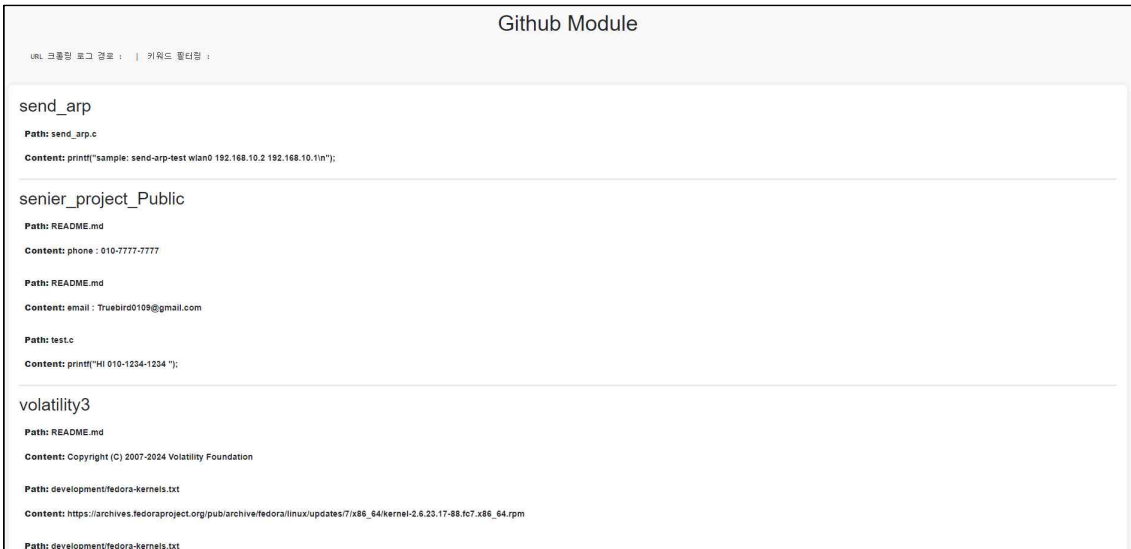 Github Module
URL 크롤링 로그 경로 : | 키워드 필터링 :
send_arp
Path: send_arp.c
Content: printf("sample: send-arp-test wlan0 192.168.10.2 192.168.10.1\n");
senier_project_Public
Path: README.md
Content: phone : 010-7777-7777
Path: README.md
Content: email : Truebird0109@gmail.com
Path: test.c
Content: printf("HI 010-1234-1234 ");
volatility3
Path: README.md
Content: Copyright (C) 2007-2024 Volatility Foundation
Path: development/fedora-kernels.txt
Content: https://archives.fedoraproject.org/pub/archive/fedora/linux/updates/7/x86_64/kernel-2.6.23.17-88.fc7.x86_64.rpm
Path: development/fedora-kernels.txt